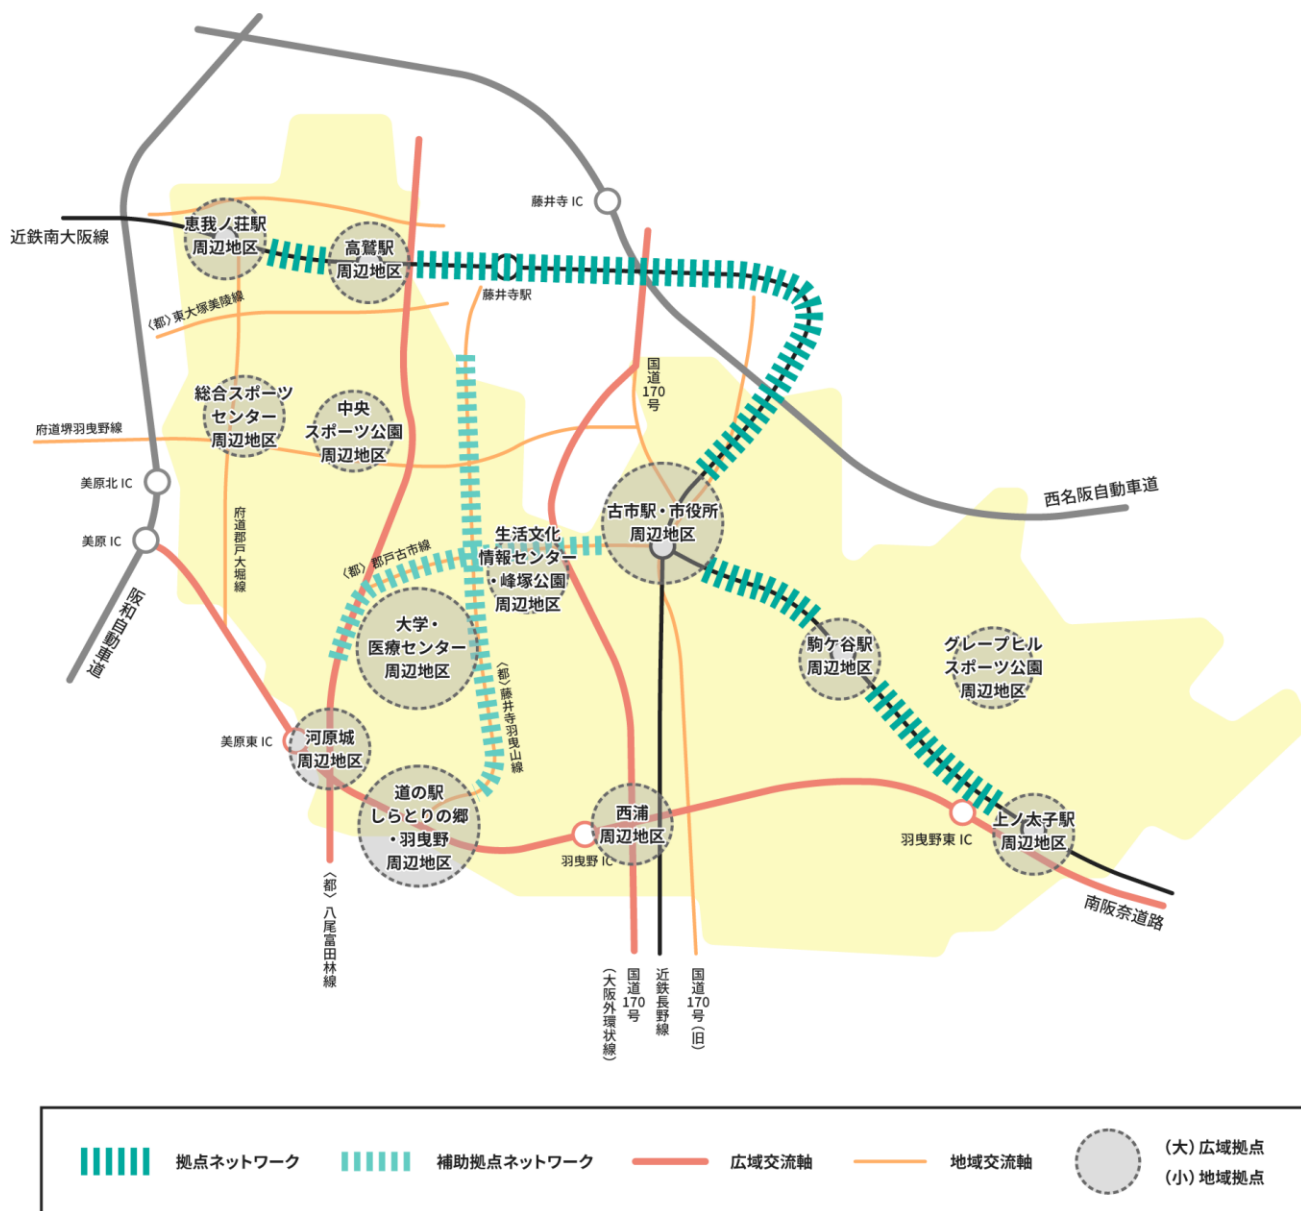 藤井寺 IC
恵我ノ荘駅
周辺地区
近鉄南大阪線
高鷲駅
周辺地区
藤井寺駅
〈都〉東大塚美陵線
国道170号
総合スポーツ
センター
周辺地区
中央
スポーツ公園
周辺地区
府道堺羽曳野線
美原北 IC
西名阪自動車道
古市駅・市役所
周辺地区
府道郡戸大堀線
美原 IC
生活文化
情報センター
・峰塚公園
周辺地区
〈都〉郡戸古市線
阪和自動車道
大学・
医療センター
周辺地区
駒ケ谷駅
周辺地区
グレープヒル
スポーツ公園
周辺地区
〈都〉藤井寺羽曳山線
美原東 IC
河原城
周辺地区
道の駅
しらとりの郷
・羽曳野
周辺地区
西浦
周辺地区
羽曳野 IC
羽曳野東 IC
上ノ太子駅
周辺地区
南阪奈道路
〈都〉八尾富田林線
国道170号
（大阪外環状線）
近鉄長野線
国道170号（旧）
拠点ネットワーク
補助拠点ネットワーク
広域交流軸
地域交流軸
（大）広域拠点
（小）地域拠点